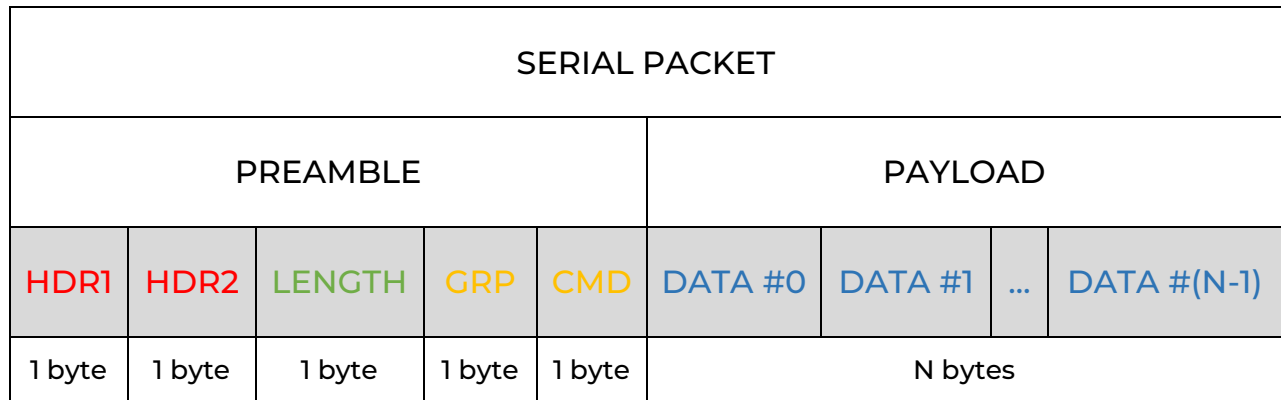 SERIAL PACKET
PREAMBLE PAYLOAD
HDR1 HDR2 LENGTH GRP CMD DATA #0 DATA #1 ... DATA #(N-1)
1 byte 1 byte 1 byte 1 byte 1 byte N bytes